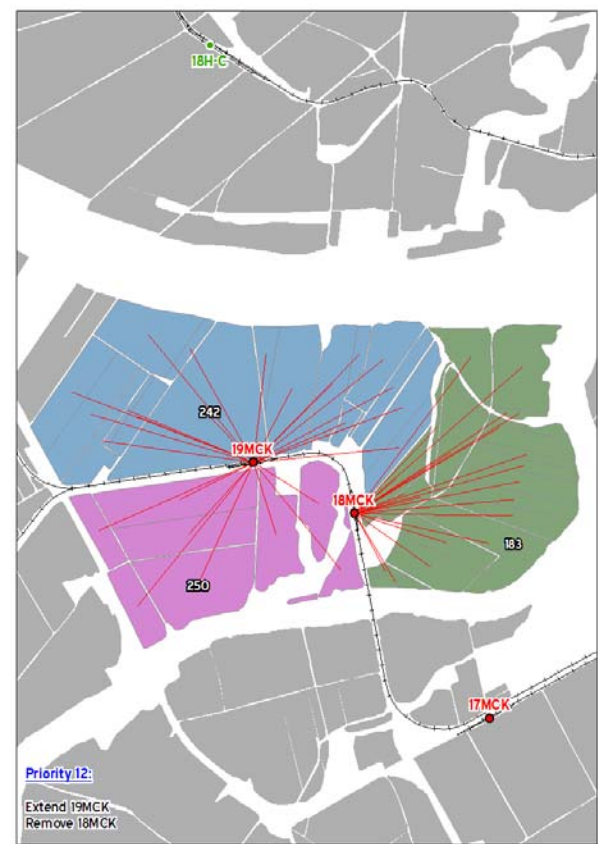 18H-C
242
19MCK
18MCK
183
250
17MCK
Priority 12:
Extend 19MCK
Remove 18MCK